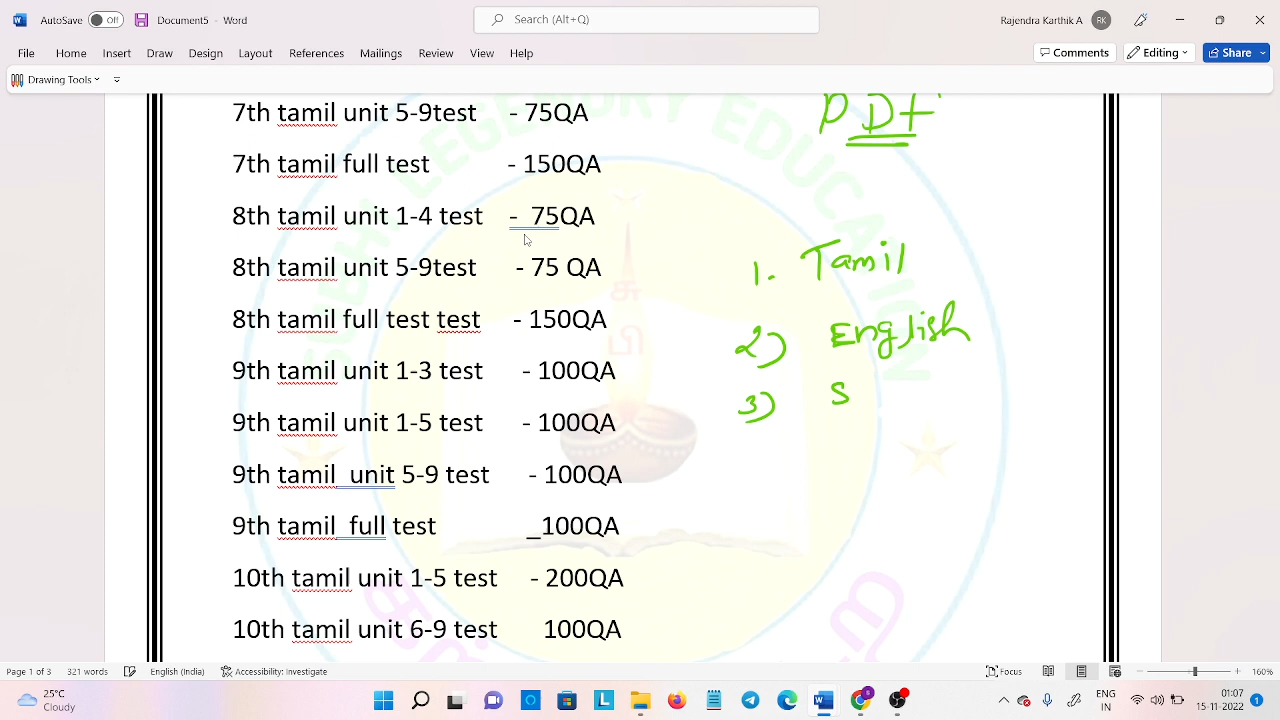 AutoSave Off Document5 - Word
Search (Alt+Q)
Rajendra Karthik A RK
File Home Insert Draw Design Layout References Mailings Review View Help
Comments Editing Share
Drawing Tools
7th tamil unit 5-9test - 75QA
PDF
7th tamil full test - 150QA
8th tamil unit 1-4 test - 75QA
1. Tamil
8th tamil unit 5-9test - 75 QA
8th tamil full test test - 150QA
2) English
9th tamil unit 1-3 test - 100QA
3) S
9th tamil unit 1-5 test - 100QA
9th tamil unit 5-9 test - 100QA
9th tamil full test _100QA
10th tamil unit 1-5 test - 200QA
10th tamil unit 6-9 test 100QA
Page 1 of 3 321 words English (India) Accessibility: Investigate Focus 160%
25°C
Cloudy
ENG
IN
00:07
15-11-2022